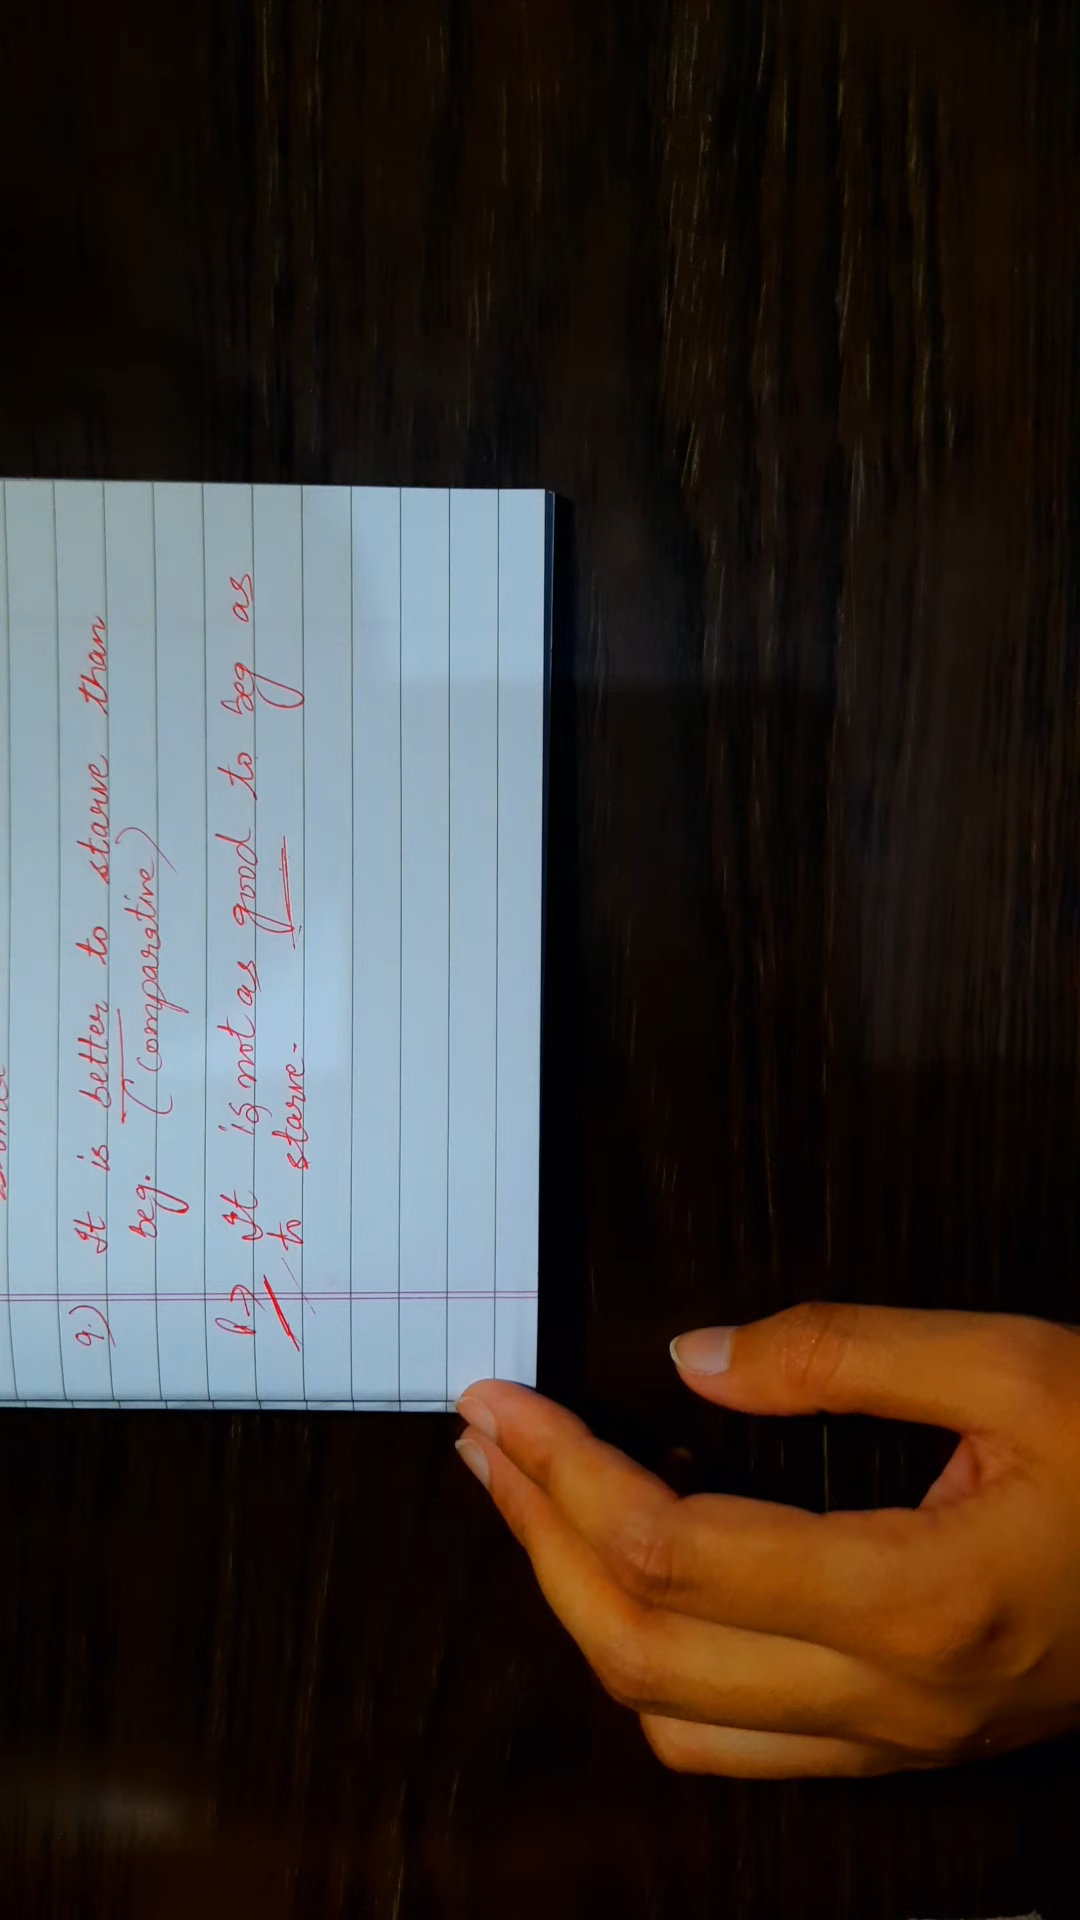 9.) It is better to starve than
beg. (Comparative)
P → It is not as good to beg as
to starve.